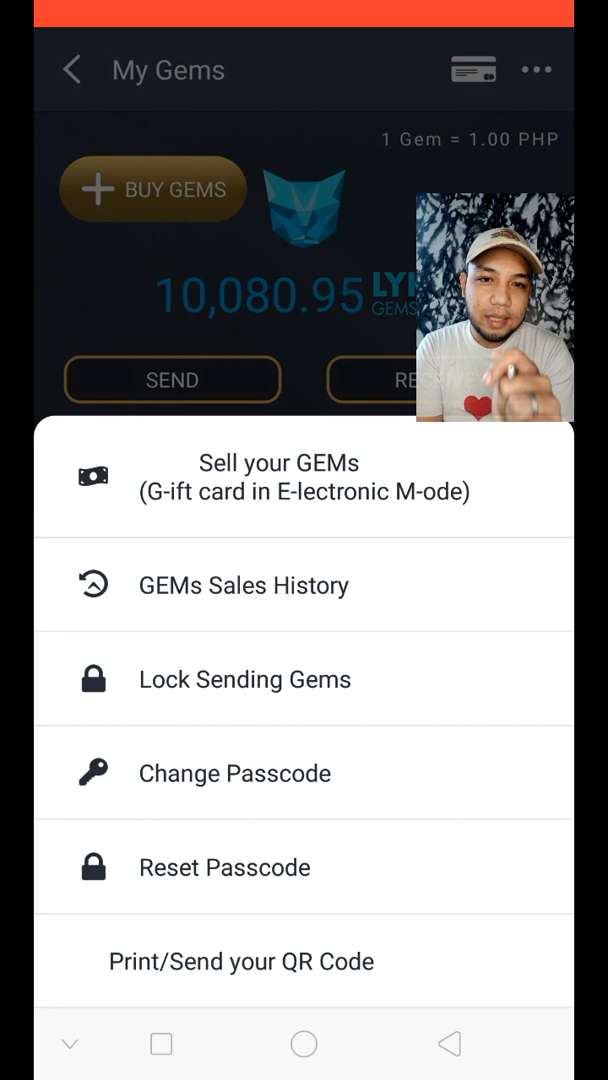 My Gems
1 Gem = 1.00 PHP
BUY GEMS
10,080.95
GEMS
SEND
Sell your GEMs
(G-ift card in E-lectronic M-ode)
GEMs Sales History
Lock Sending Gems
Change Passcode
Reset Passcode
Print/Send your QR Code